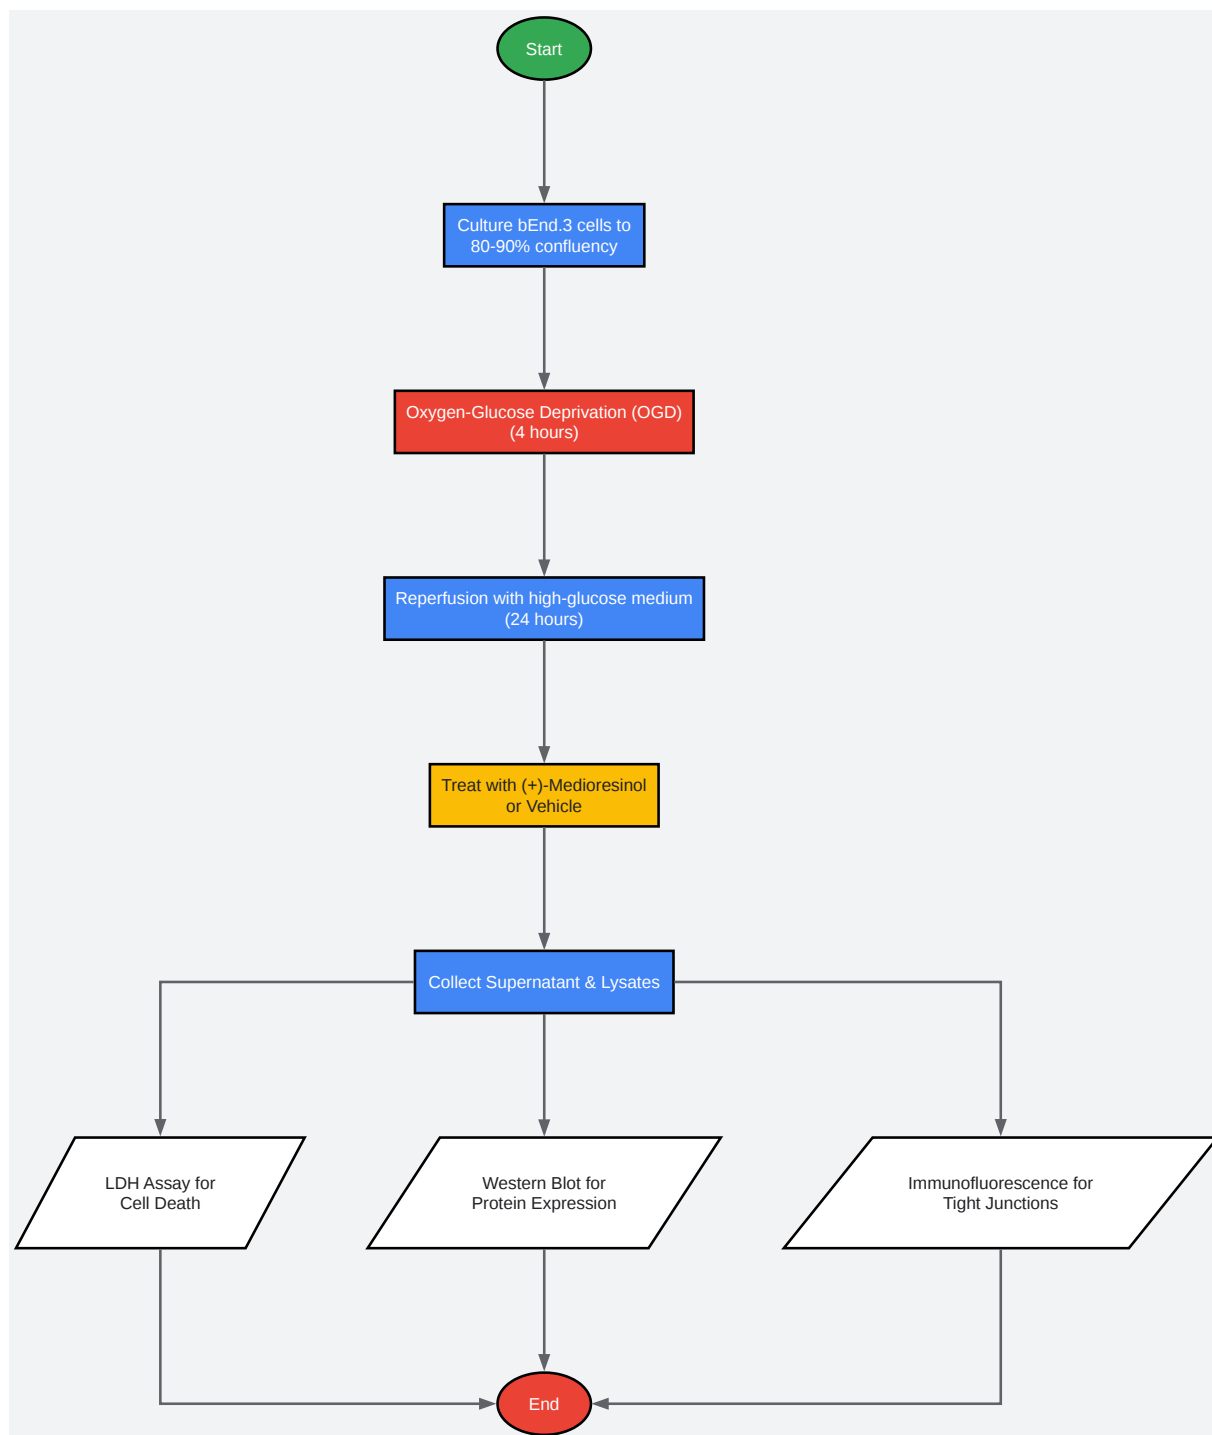 Start
Culture bEnd.3 cells to
80-90% confluency
Oxygen-Glucose Deprivation (OGD)
(4 hours)
Reperfusion with high-glucose medium
(24 hours)
Treat with (+)-Medioresinol
or Vehicle
Collect Supernatant & Lysates
LDH Assay for
Cell Death
Western Blot for
Protein Expression
Immunofluorescence for
Tight Junctions
End